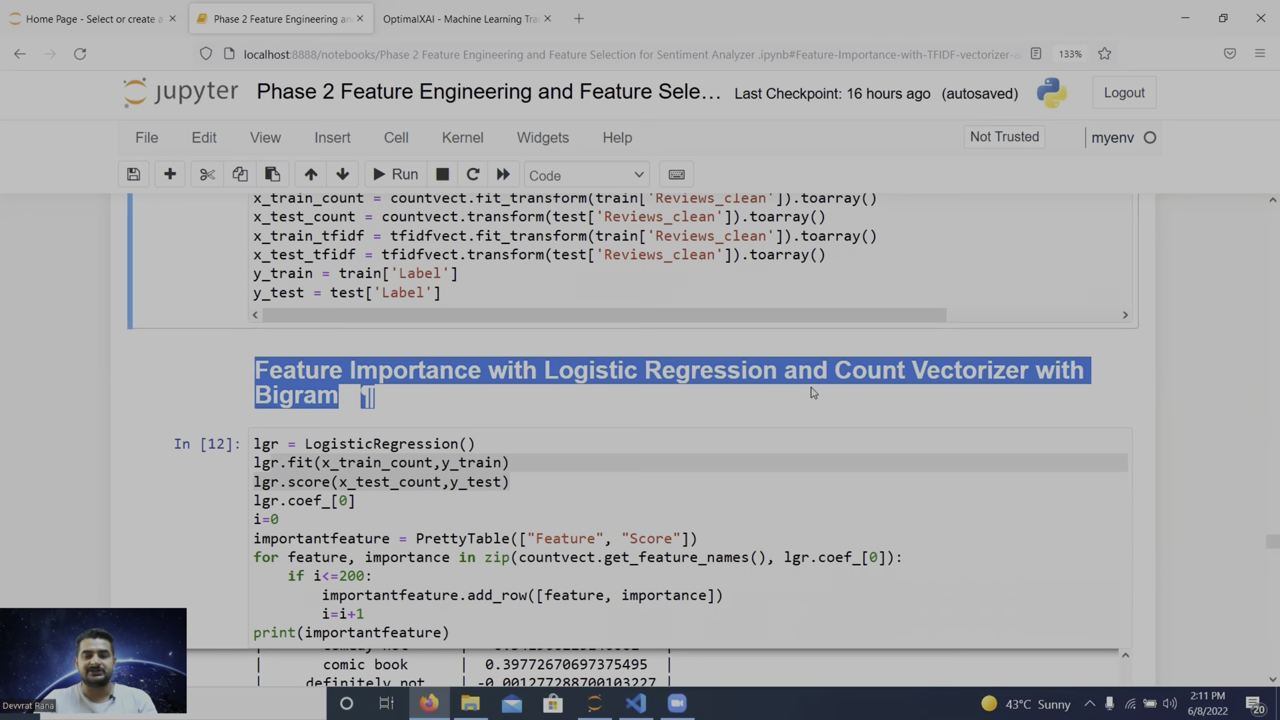 Home Page - Select or create a
Phase 2 Feature Engineering and
OptimalXAI - Machine Learning Tra
localhost:8888/notebooks/Phase 2 Feature Engineering and Feature Selection for Sentiment Analyzer .ipynb#Feature-Importance-with-TFIDF-vectorizer-a
133%
jupyter
Phase 2 Feature Engineering and Feature Sele...
Last Checkpoint: 16 hours ago (autosaved)
Logout
File Edit View Insert Cell Kernel Widgets Help
Not Trusted
myenv
Run
Code
x_train_count = countvect.fit_transform(train['Reviews_clean']).toarray()
x_test_count = countvect.transform(test['Reviews_clean']).toarray()
x_train_tfidf = tfidfvect.fit_transform(train['Reviews_clean']).toarray()
x_test_tfidf = tfidfvect.transform(test['Reviews_clean']).toarray()
y_train = train['Label']
y_test = test['Label']
Feature Importance with Logistic Regression and Count Vectorizer with
Bigram ¶
In [12]:
lgr = LogisticRegression()
lgr.fit(x_train_count,y_train)
lgr.score(x_test_count,y_test)
lgr.coef_[0]
i=0
importantfeature = PrettyTable(["Feature", "Score"])
for feature, importance in zip(countvect.get_feature_names(), lgr.coef_[0]):
if i<=200:
importantfeature.add_row([feature, importance])
i=i+1
print(importantfeature)
| comic book | 0.39772670697375495 |
| definitely not | -0.001277288700103227 |
Devvrat Rana
43°C Sunny
2:11 PM
6/8/2022
20